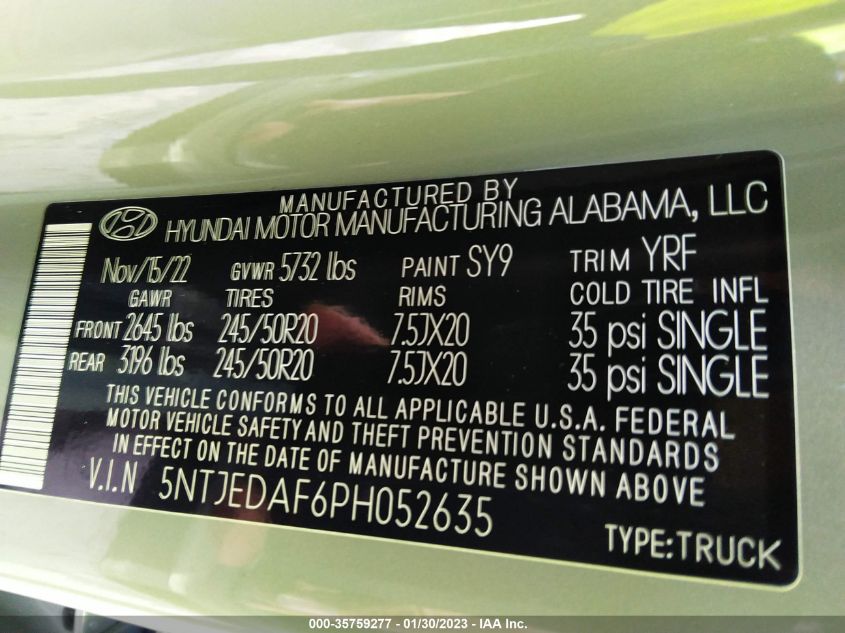 MANUFACTURED BY
HYUNDAI MOTOR MANUFACTURING ALABAMA, LLC
Nov/15/22 GVWR 5732 lbs PAINT SY9 TRIM YRF
GAWR TIRES RIMS COLD TIRE INFL
FRONT 2645 lbs 245/50R20 7.5JX20 35 psi SINGLE
REAR 3196 lbs 245/50R20 7.5JX20 35 psi SINGLE
THIS VEHICLE CONFORMS TO ALL APPLICABLE U.S.A. FEDERAL
MOTOR VEHICLE SAFETY AND THEFT PREVENTION STANDARDS
IN EFFECT ON THE DATE OF MANUFACTURE SHOWN ABOVE
V.I.N 5NTJEDAF6PH052635
TYPE:TRUCK
000-35759277 - 01/30/2023 - IAA Inc.